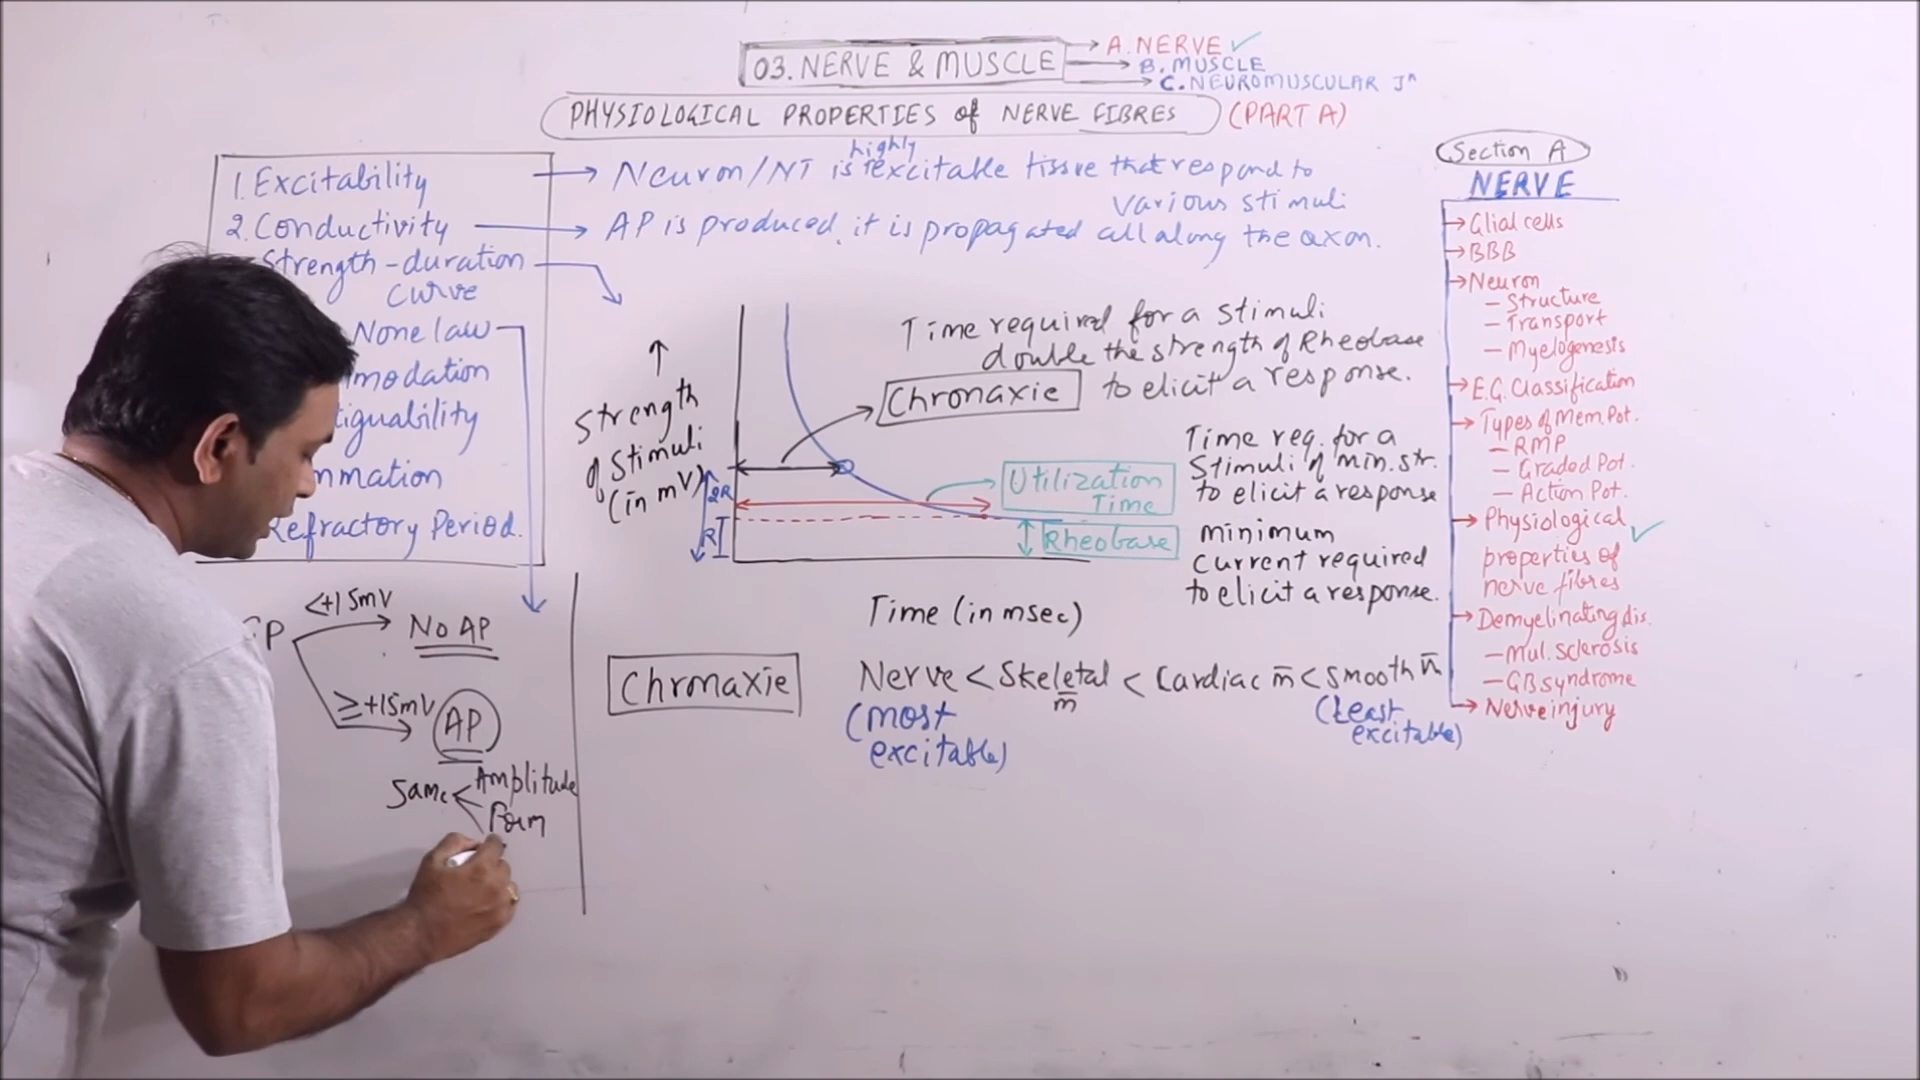 03. NERVE & MUSCLE
A. NERVE ✓
B. MUSCLE
C. NEUROMUSCULAR Jⁿ
PHYSIOLOGICAL PROPERTIES of NERVE FIBRES (PART A)
1. Excitability
2. Conductivity
Strength-duration
curve
None law
modation
tiguability
mmation
Refractory Period.
Neuron/NT is highly excitable tissue that respond to
various stimuli
AP is produced, it is propagated all along the axon.
Strength
of Stimuli
(in mV)
2R
R
Time required for a stimuli
double the strength of Rheobase
Chronaxie to elicit a response.
Utilization
Time
Time req. for a
Stimuli of min. str.
to elicit a response
Rheobase
minimum
current required
to elicit a response.
Time (in msec)
P
<+15mV
No AP
≥+15mV
AP
Same
Amplitude
Form
Chronaxie
Nerve < Skeletal m̄ < Cardiac m̄ < Smooth m̄
(most
excitable)
(Least
excitable)
Section A
NERVE
Glial cells
BBB
Neuron
- Structure
- Transport
- Myelogenesis
E.G. Classification
Types of Mem. Pot.
- RMP
- Graded Pot.
- Action Pot.
Physiological ✓
properties of
nerve fibres
Demyelinating dis.
- Mul. Sclerosis
- GB syndrome
Nerve injury